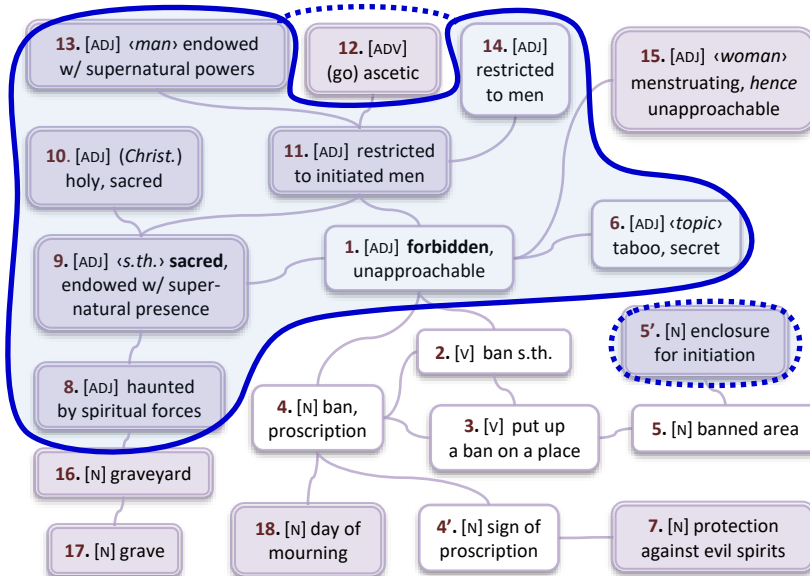 13. [ADJ] ‹man› endowed
w/ supernatural powers
12. [ADV]
(go) ascetic
14. [ADJ]
restricted
to men
15. [ADJ] ‹woman›
menstruating, hence
unapproachable
10. [ADJ] (Christ.)
holy, sacred
11. [ADJ] restricted
to initiated men
9. [ADJ] ‹s.th.› sacred,
endowed w/ super-
natural presence
1. [ADJ] forbidden,
unapproachable
6. [ADJ] ‹topic›
taboo, secret
5’. [N] enclosure
for initiation
2. [V] ban s.th.
8. [ADJ] haunted
by spiritual forces
4. [N] ban,
proscription
3. [V] put up
a ban on a place
5. [N] banned area
16. [N] graveyard
17. [N] grave
18. [N] day of
mourning
4’. [N] sign of
proscription
7. [N] protection
against evil spirits